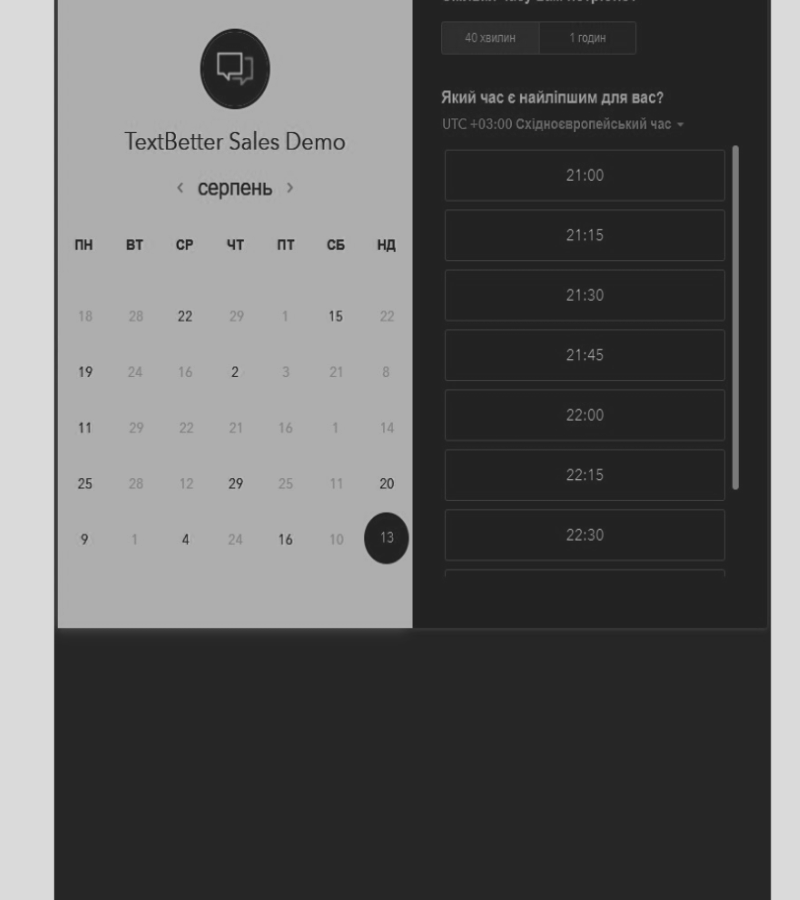 40 хвилин 1 годин
Який час є найліпшим для вас?
UTC +03:00 Східноєвропейський час
TextBetter Sales Demo
серпень
ПН ВТ СР ЧТ ПТ СБ НД
18 28 22 29 1 15 22
19 24 16 2 3 21 8
11 29 22 21 16 1 14
25 28 12 29 25 11 20
9 1 4 24 16 10 13
21:00
21:15
21:30
21:45
22:00
22:15
22:30